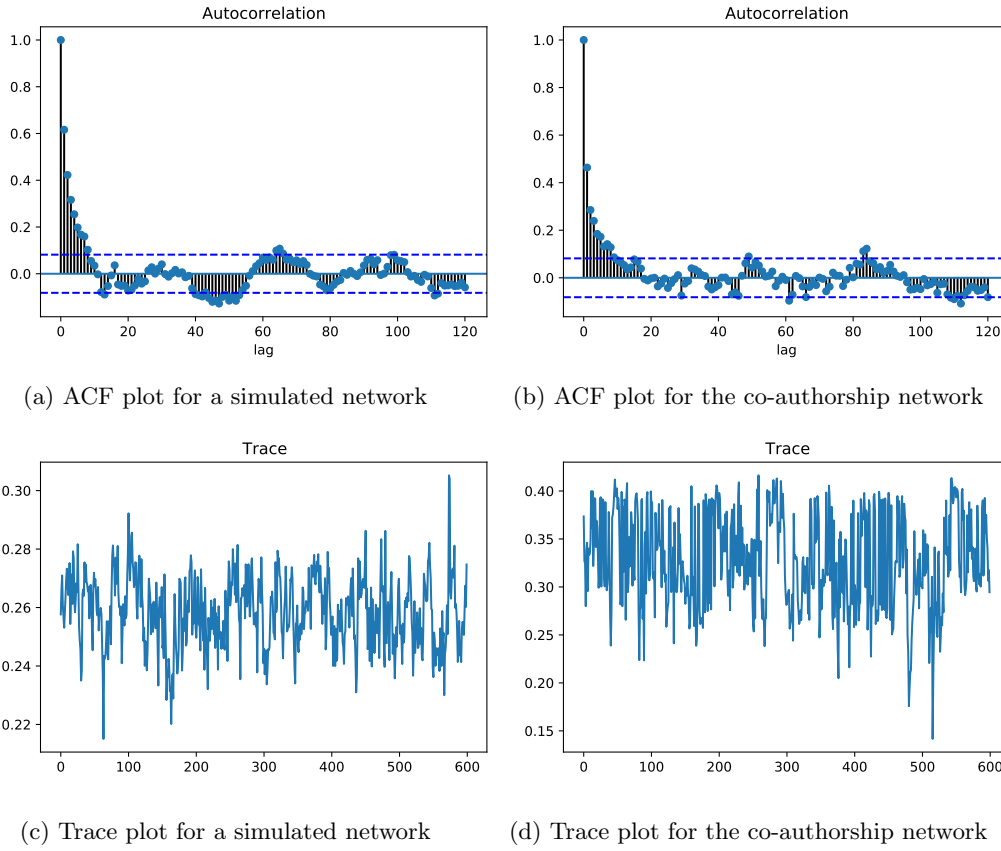 Autocorrelation
1.0
0.8
0.6
0.4
0.2
0.0
0 20 40 60 80 100 120
lag
Autocorrelation
1.0
0.8
0.6
0.4
0.2
0.0
0 20 40 60 80 100 120
lag
(a) ACF plot for a simulated network
(b) ACF plot for the co-authorship network
Trace
0.30
0.28
0.26
0.24
0.22
0 100 200 300 400 500 600
Trace
0.40
0.35
0.30
0.25
0.20
0.15
0 100 200 300 400 500 600
(c) Trace plot for a simulated network
(d) Trace plot for the co-authorship network